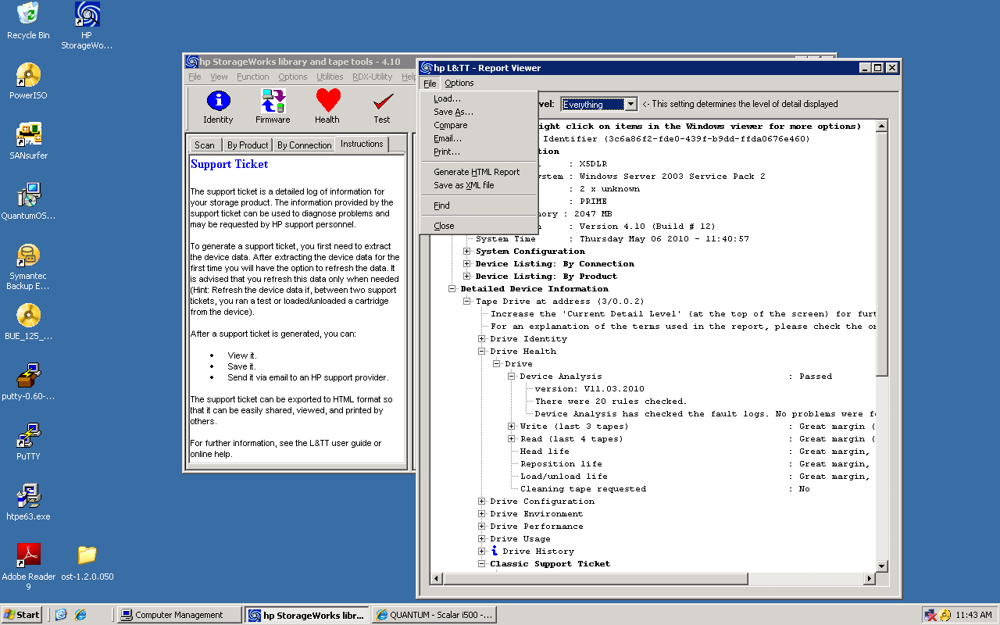 Recycle Bin
HP
StorageWo...
PowerISO
SANsurfer
QuantumOS...
Symantec
Backup E...
BUE_125_...
putty-0.60-...
PuTTY
htpe63.exe
Adobe Reader
9
ost-1.2.0.050
hp StorageWorks library and tape tools - 4.10
File View Function Options Utilities RDX-Utility Help
Identity Firmware Health Test
Scan By Product By Connection Instructions
Support Ticket
The support ticket is a detailed log of information for
your storage product. The information provided by the
support ticket can be used to diagnose problems and
may be requested by HP support personnel.
To generate a support ticket, you first need to extract
the device data. After extracting the device data for the
first time you will have the option to refresh the data. It
is advised that you refresh this data only when needed
(Hint: Refresh the device data if, between two support
tickets, you ran a test or loaded/unloaded a cartridge
from the device).
After a support ticket is generated, you can:
• View it.
• Save it.
• Send it via email to an HP support provider.
The support ticket can be exported to HTML format so
that it can be easily shared, viewed, and printed by
others.
For further information, see the L&TT user guide or
online help.
hp L&TT - Report Viewer
File Options
Load...
Save As...
Compare
Email...
Print...
Generate HTML Report
Save as XML file
Find
Close
vel: Everything <- This setting determines the level of detail displayed
ight click on items in the Windows viewer for more options)
Identifier (3c6a86f2-fde0-439f-b9dd-ffda0676e460)
tion
: X5DLR
stem : Windows Server 2003 Service Pack 2
: 2 x unknown
: PRIME
mory : 2047 MB
: Version 4.10 (Build # 12)
System Time : Thursday May 06 2010 - 11:40:57
System Configuration
Device Listing: By Connection
Device Listing: By Product
Detailed Device Information
Tape Drive at address (3/0.0.2)
Increase the 'Current Detail Level' (at the top of the screen) for furt
For an explanation of the terms used in the report, please check the on
Drive Identity
Drive Health
Drive
Device Analysis : Passed
version: V11.03.2010
There were 20 rules checked.
Device Analysis has checked the fault logs. No problems were fo
Write (last 3 tapes) : Great margin (
Read (last 4 tapes) : Great margin (
Head life : Great margin,
Reposition life : Great margin,
Load/unload life : Great margin,
Cleaning tape requested : No
Drive Configuration
Drive Environment
Drive Performance
Drive Usage
Drive History
Classic Support Ticket
Start Computer Management hp StorageWorks libr... QUANTUM - Scalar i500 -... 11:43 AM